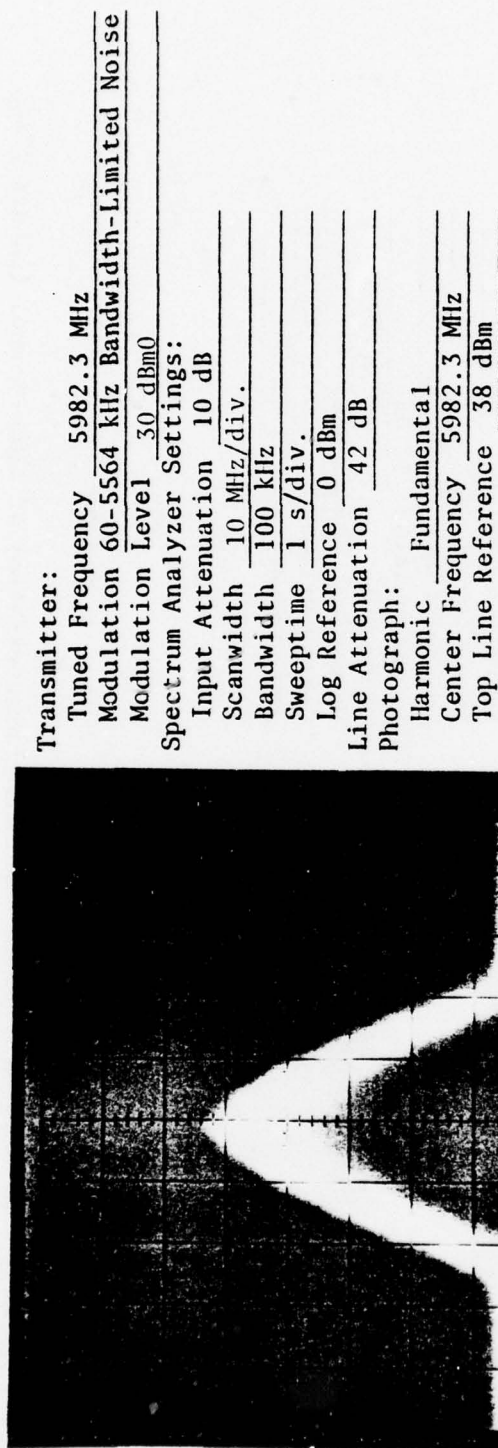 Transmitter:
Tuned Frequency 5982.3 MHz
Modulation 60-5564 kHz Bandwidth-Limited Noise
Modulation Level 30 dBm0
Spectrum Analyzer Settings:
Input Attenuation 10 dB
Scanwidth 10 MHz/div.
Bandwidth 100 kHz
Sweeptime 1 s/div.
Log Reference 0 dBm
Line Attenuation 42 dB
Photograph:
Harmonic Fundamental
Center Frequency 5982.3 MHz
Top Line Reference 38 dBm